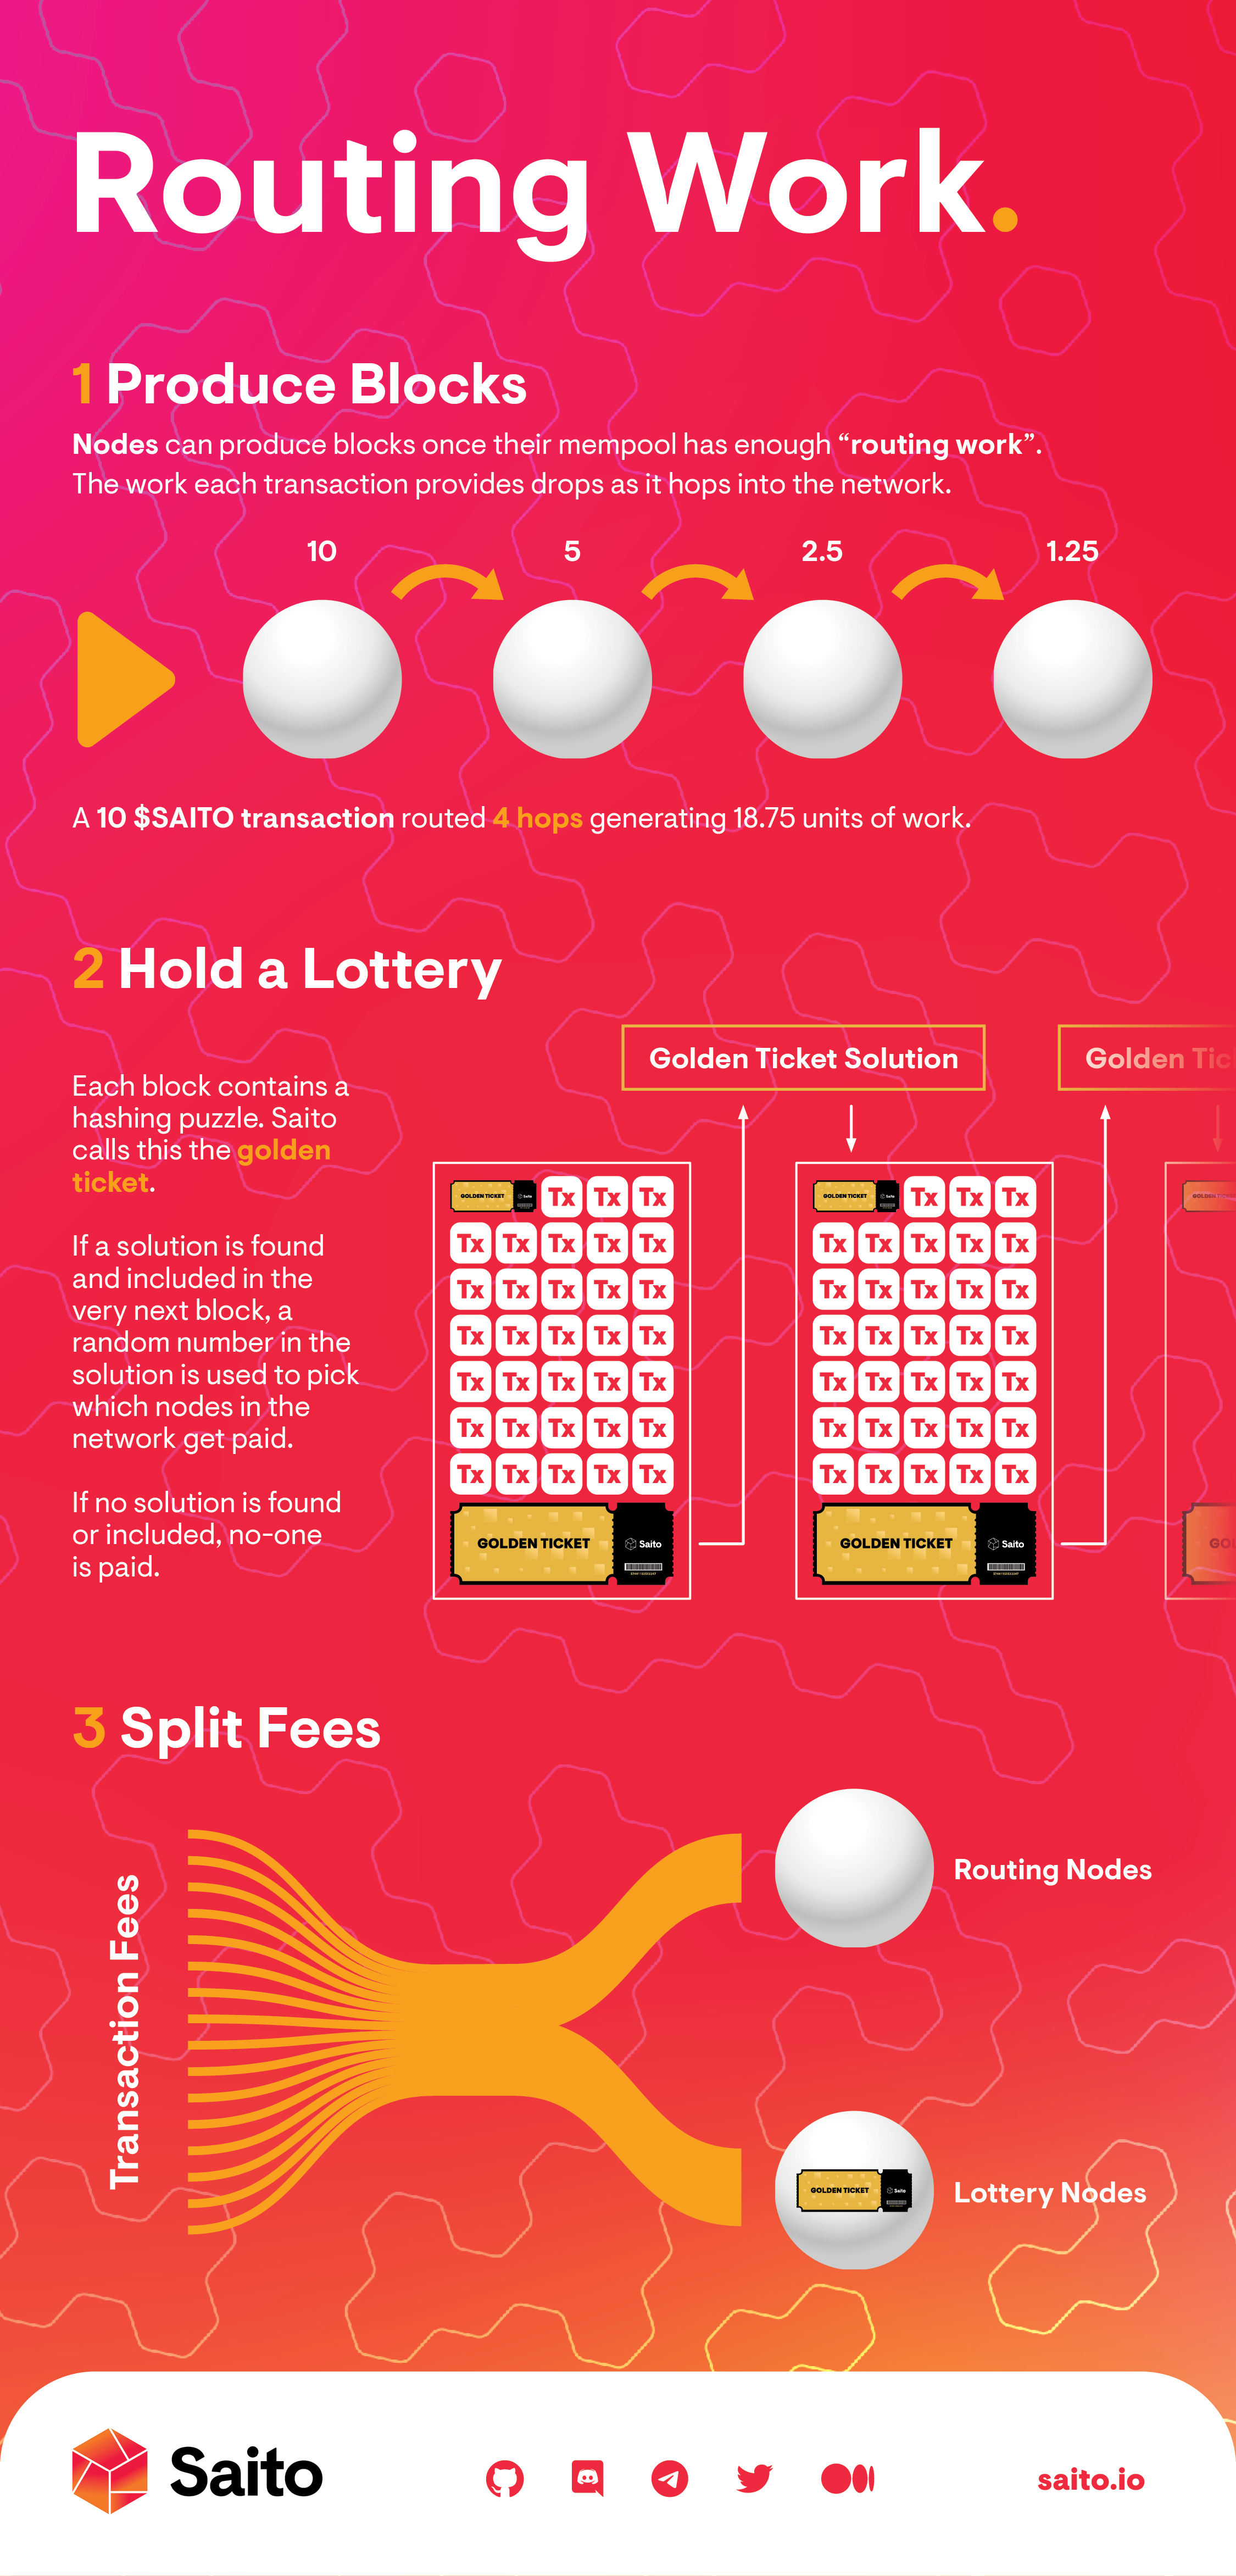 Routing Work.
1 Produce Blocks
Nodes can produce blocks once their mempool has enough “routing work”.
The work each transaction provides drops as it hops into the network.
10 5 2.5 1.25
A 10 $SAITO transaction routed 4 hops generating 18.75 units of work.
2 Hold a Lottery
Golden Ticket Solution
Golden Tic
Each block contains a
hashing puzzle. Saito
calls this the golden
ticket.
If a solution is found
and included in the
very next block, a
random number in the
solution is used to pick
which nodes in the
network get paid.
If no solution is found
or included, no-one
is paid.
GOLDEN TICKET Saito Tx Tx Tx
Tx Tx Tx Tx Tx
Tx Tx Tx Tx Tx
Tx Tx Tx Tx Tx
Tx Tx Tx Tx Tx
Tx Tx Tx Tx Tx
Tx Tx Tx Tx Tx
GOLDEN TICKET Saito
GOLDEN TICKET Saito Tx Tx Tx
Tx Tx Tx Tx Tx
Tx Tx Tx Tx Tx
Tx Tx Tx Tx Tx
Tx Tx Tx Tx Tx
Tx Tx Tx Tx Tx
Tx Tx Tx Tx Tx
GOLDEN TICKET Saito
GO
3 Split Fees
Transaction Fees
Routing Nodes
GOLDEN TICKET Saito
Lottery Nodes
Saito
saito.io